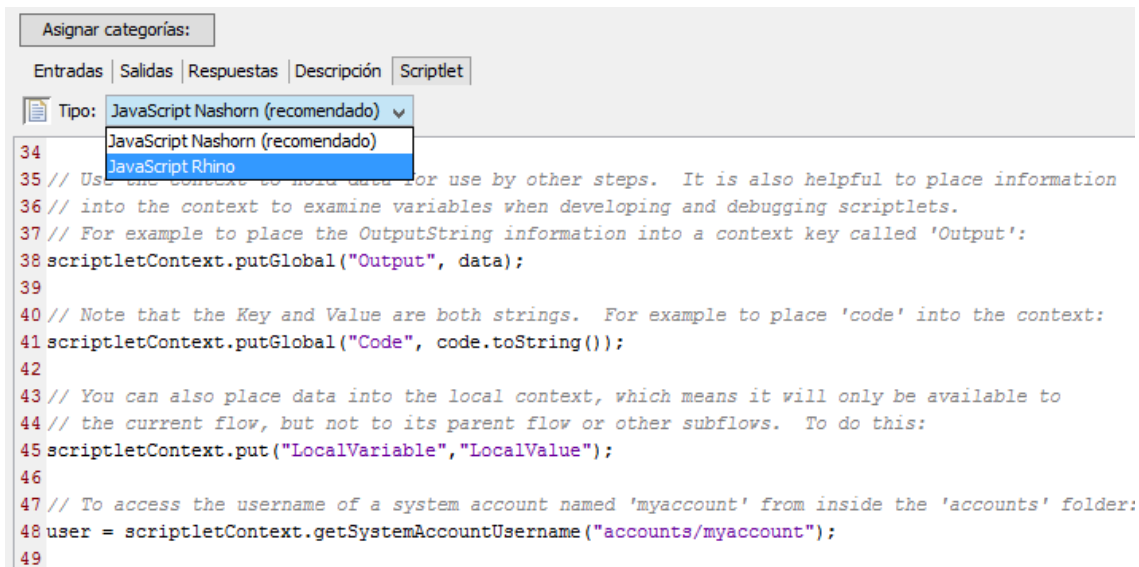 Asignar categorías:
Entradas Salidas Respuestas Descripción Scriptlet
Tipo: JavaScript Nashorn (recomendado)
JavaScript Nashorn (recomendado)
34
JavaScript Rhino
35 // Use the context to hold data for use by other steps. It is also helpful to place information
36 // into the context to examine variables when developing and debugging scriptlets.
37 // For example to place the OutputString information into a context key called 'Output':
38 scriptletContext.putGlobal("Output", data);
39
40 // Note that the Key and Value are both strings. For example to place 'code' into the context:
41 scriptletContext.putGlobal("Code", code.toString());
42
43 // You can also place data into the local context, which means it will only be available to
44 // the current flow, but not to its parent flow or other subflows. To do this:
45 scriptletContext.put("LocalVariable","LocalValue");
46
47 // To access the username of a system account named 'myaccount' from inside the 'accounts' folder:
48 user = scriptletContext.getSystemAccountUsername("accounts/myaccount");
49